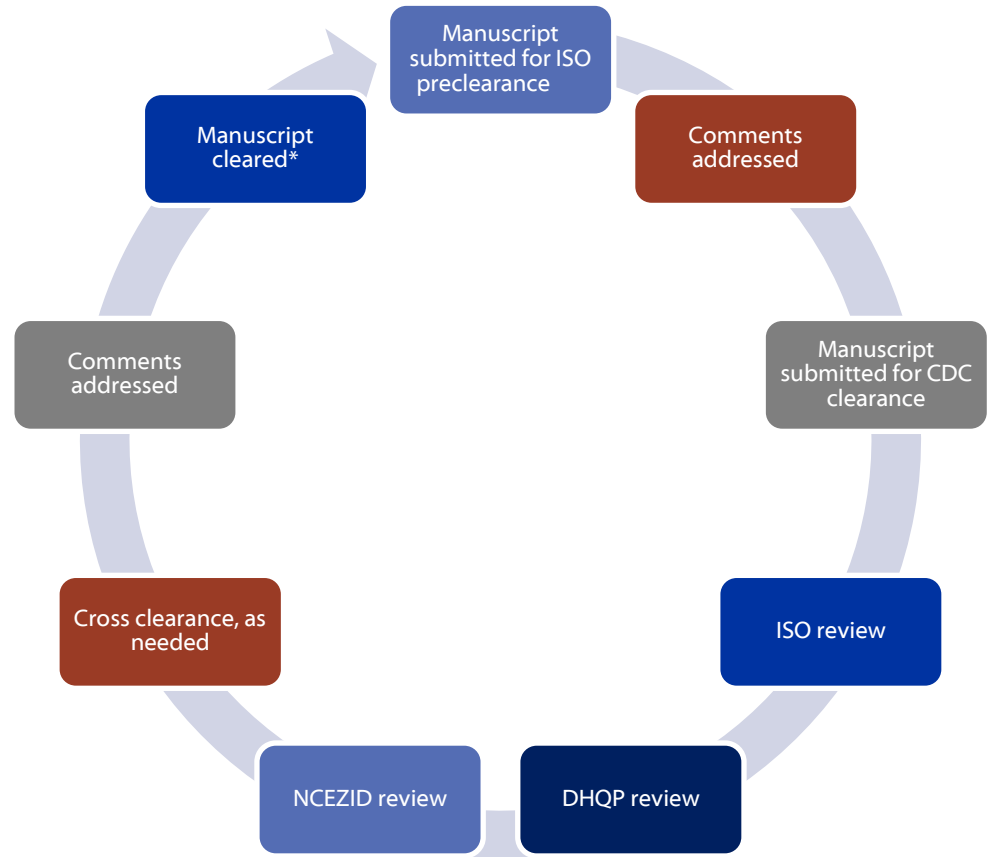 Manuscript
submitted for ISO
preclearance
Comments
addressed
Manuscript
submitted for CDC
clearance
ISO review
DHQP review
NCEZID review
Cross clearance, as
needed
Comments
addressed
Manuscript
cleared*